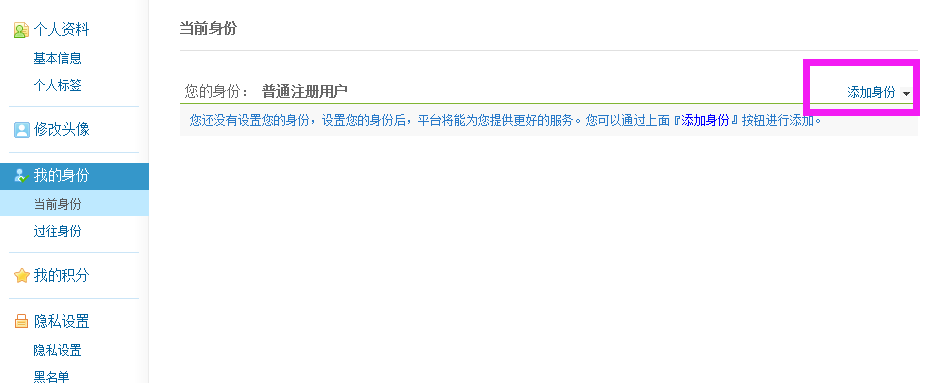 个人资料
基本信息
个人标签
修改头像
我的身份
当前身份
过往身份
我的积分
隐私设置
隐私设置
黑名单
当前身份
您的身份： 普通注册用户 添加身份
您还没有设置您的身份，设置您的身份后，平台将能为您提供更好的服务。您可以通过上面『添加身份』按钮进行添加。